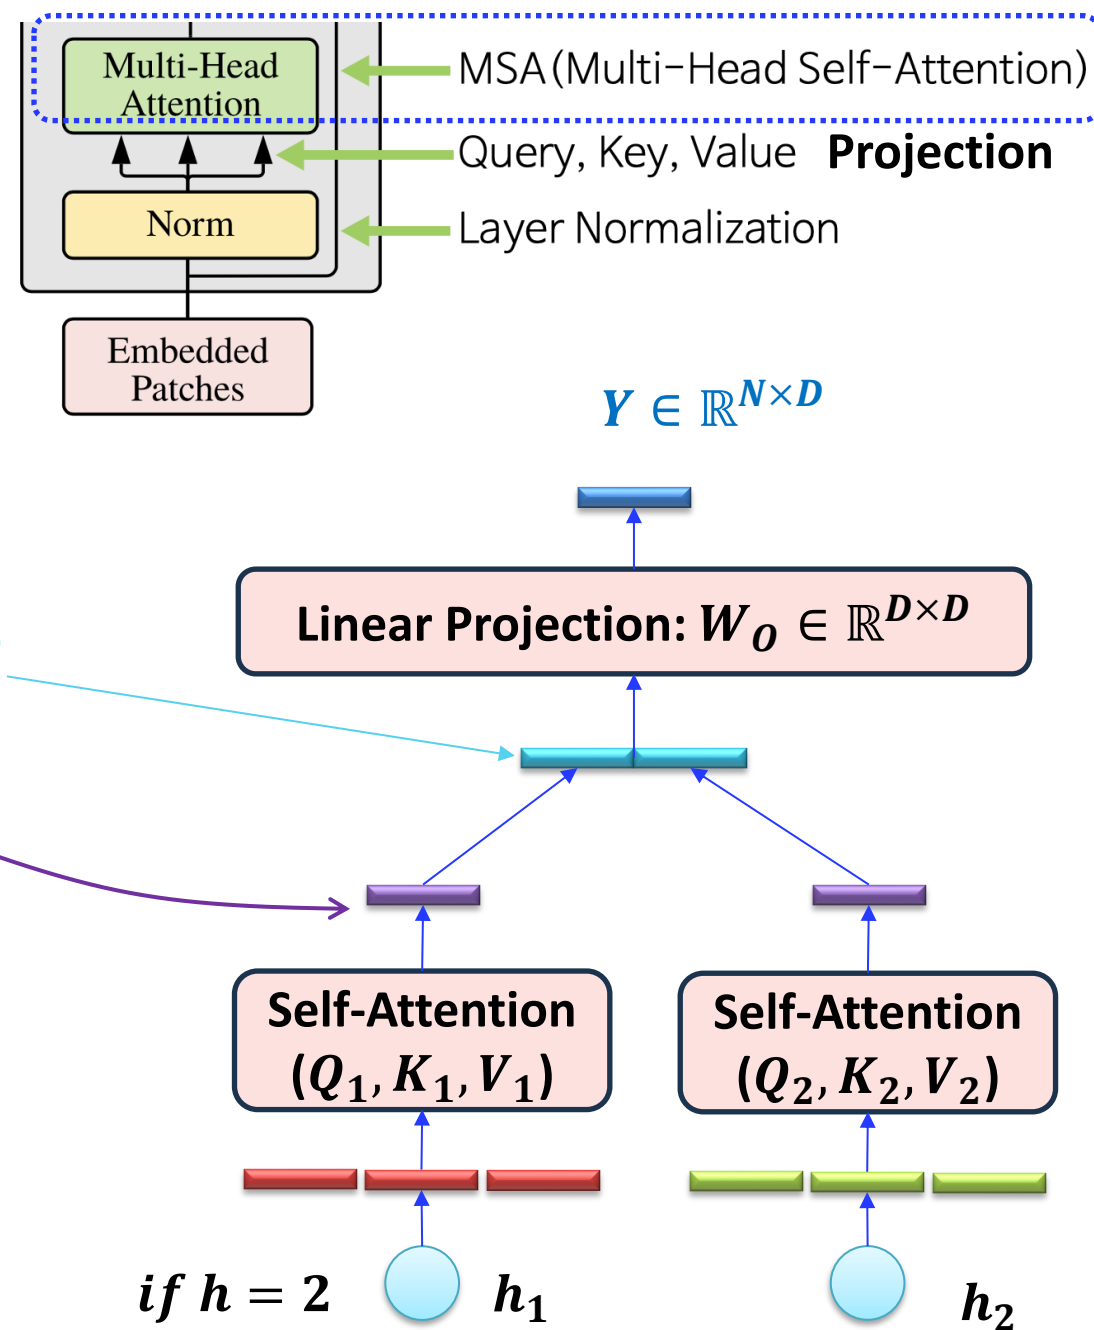 Multi-Head
Attention
MSA(Multi-Head Self-Attention)
Query, Key, Value Projection
Norm
Layer Normalization
Embedded
Patches
Y ∈ ℝ^{N×D}
Linear Projection: W_O ∈ ℝ^{D×D}
Self-Attention
(Q_1, K_1, V_1)
Self-Attention
(Q_2, K_2, V_2)
if h = 2
h_1
h_2